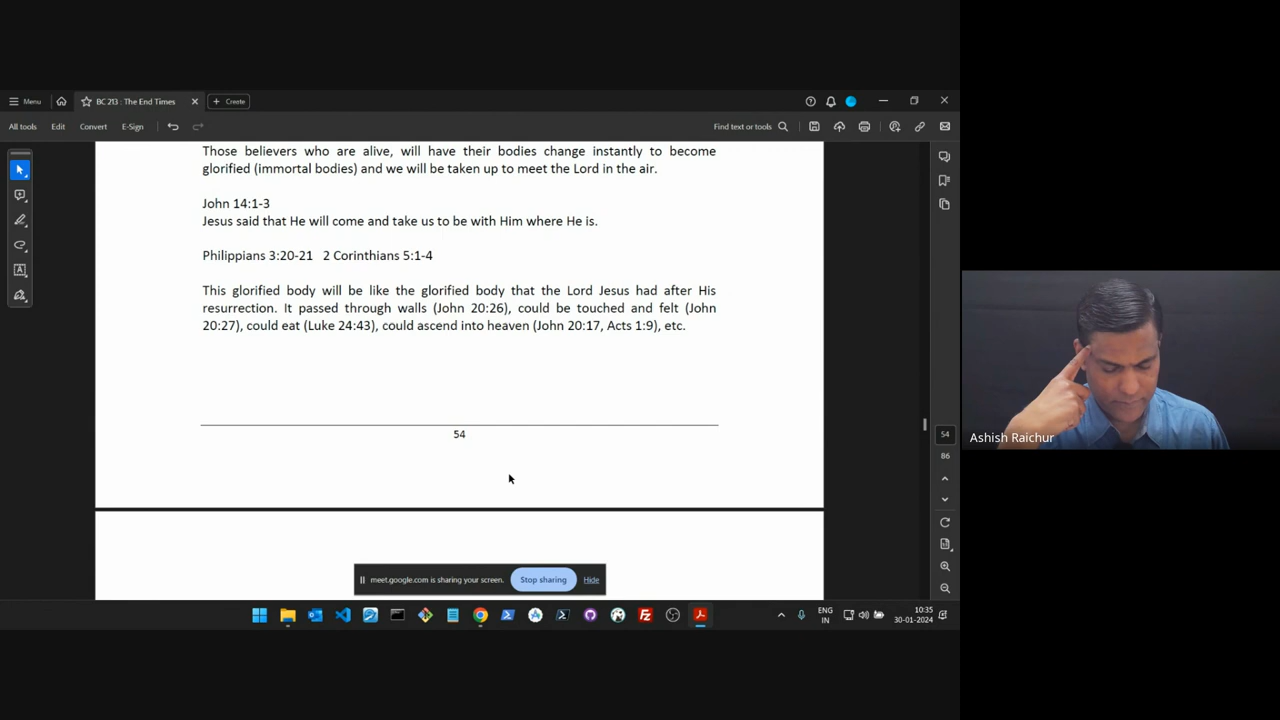 Menu
BC 213 : The End Times
Create
All tools
Edit
Convert
E-Sign
Find text or tools
Those believers who are alive, will have their bodies change instantly to become
glorified (immortal bodies) and we will be taken up to meet the Lord in the air.
John 14:1-3
Jesus said that He will come and take us to be with Him where He is.
Philippians 3:20-21 2 Corinthians 5:1-4
This glorified body will be like the glorified body that the Lord Jesus had after His
resurrection. It passed through walls (John 20:26), could be touched and felt (John
20:27), could eat (Luke 24:43), could ascend into heaven (John 20:17, Acts 1:9), etc.
54
54
86
Ashish Raichur
meet.google.com is sharing your screen.
Stop sharing
Hide
ENG
IN
10:35
30-01-2024